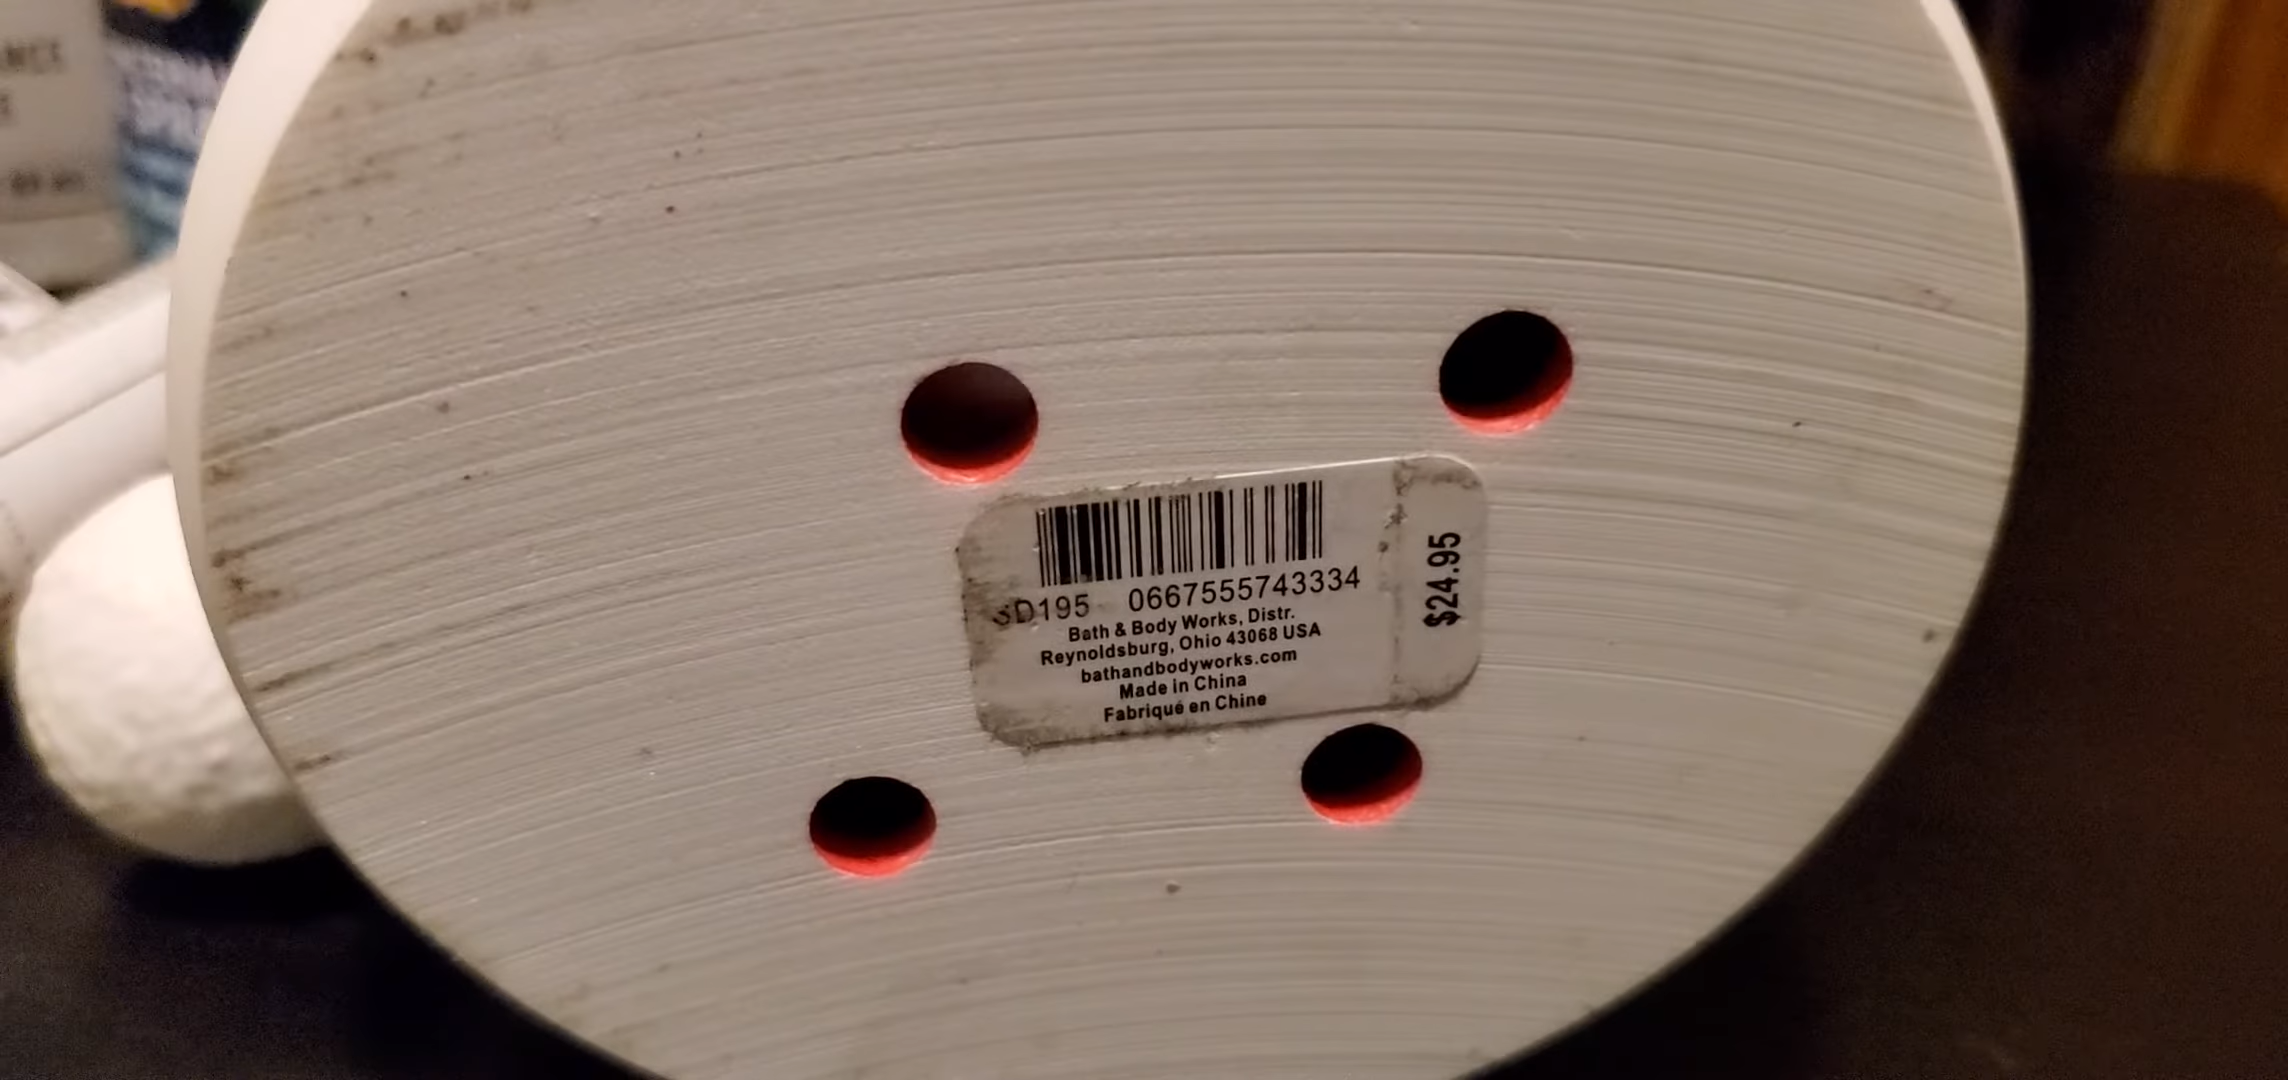 SD195 0667555743334
Bath & Body Works, Distr.
Reynoldsburg, Ohio 43068 USA
bathandbodyworks.com
Made in China
Fabriqué en Chine
$24.95